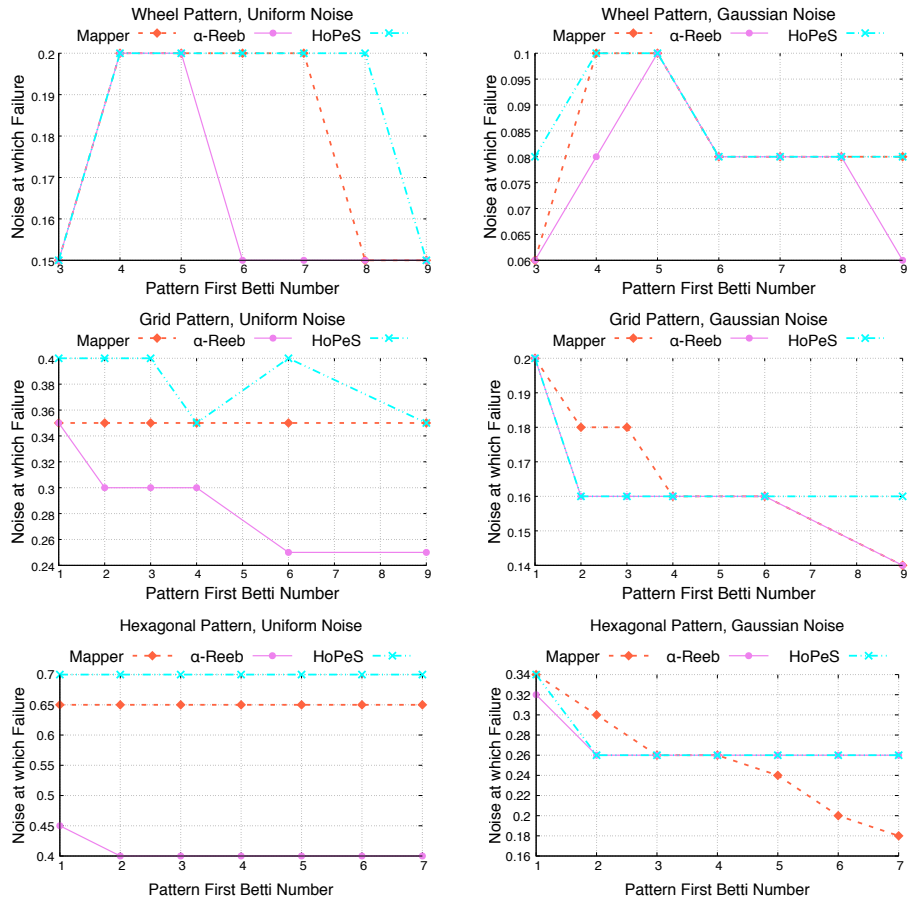 Wheel Pattern, Uniform Noise
Mapper α-Reeb HoPeS
0.2
0.19
0.18
0.17
0.16
0.15
3 4 5 6 7 8 9
Noise at which Failure
Pattern First Betti Number
Wheel Pattern, Gaussian Noise
Mapper α-Reeb HoPeS
0.1
0.095
0.09
0.085
0.080
0.075
0.07
0.065
0.06
3 4 5 6 7 8 9
Noise at which Failure
Pattern First Betti Number
Grid Pattern, Uniform Noise
Mapper α-Reeb HoPeS
0.4
0.38
0.36
0.34
0.3
0.28
0.26
0.24
1 2 3 4 5 6 7 8 9
Noise at which Failure
Pattern First Betti Number
Grid Pattern, Gaussian Noise
Mapper α-Reeb HoPeS
0.2
0.19
0.18
0.17
0.16
0.15
0.14
1 2 3 4 5 6 7 8 9
Noise at which Failure
Pattern First Betti Number
Hexagonal Pattern, Uniform Noise
Mapper α-Reeb HoPeS
0.7
0.65
0.6
0.55
0.5
0.45
0.4
1 2 3 4 5 6 7
Noise at which Failure
Pattern First Betti Number
Hexagonal Pattern, Gaussian Noise
Mapper α-Reeb HoPeS
0.34
0.32
0.3
0.28
0.26
0.24
0.2
0.18
0.16
1 2 3 4 5 6 7
Noise at which Failure
Pattern First Betti Number